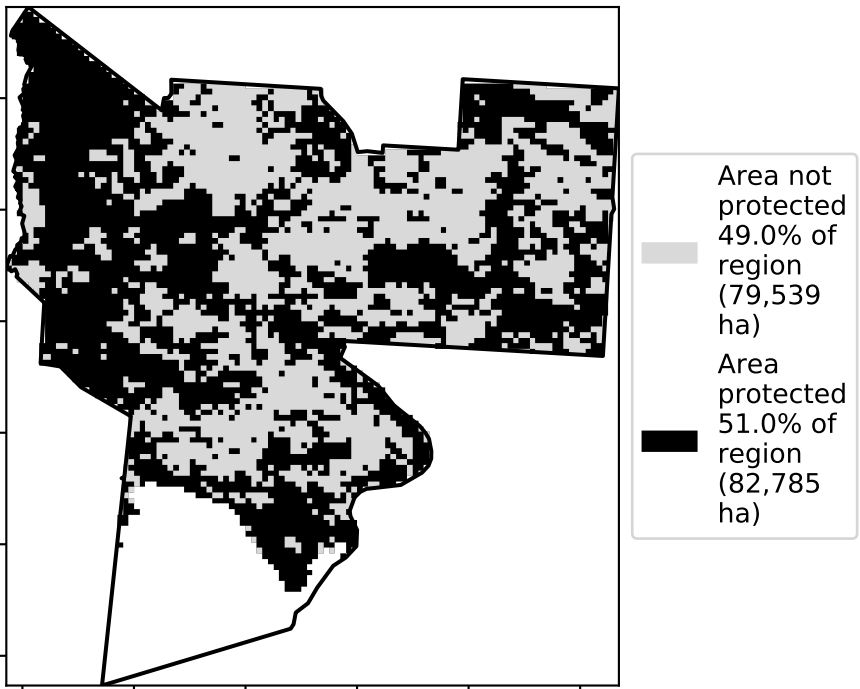 Area not
protected
49.0% of
region
(79,539
ha)
Area
protected
51.0% of
region
(82,785
ha)